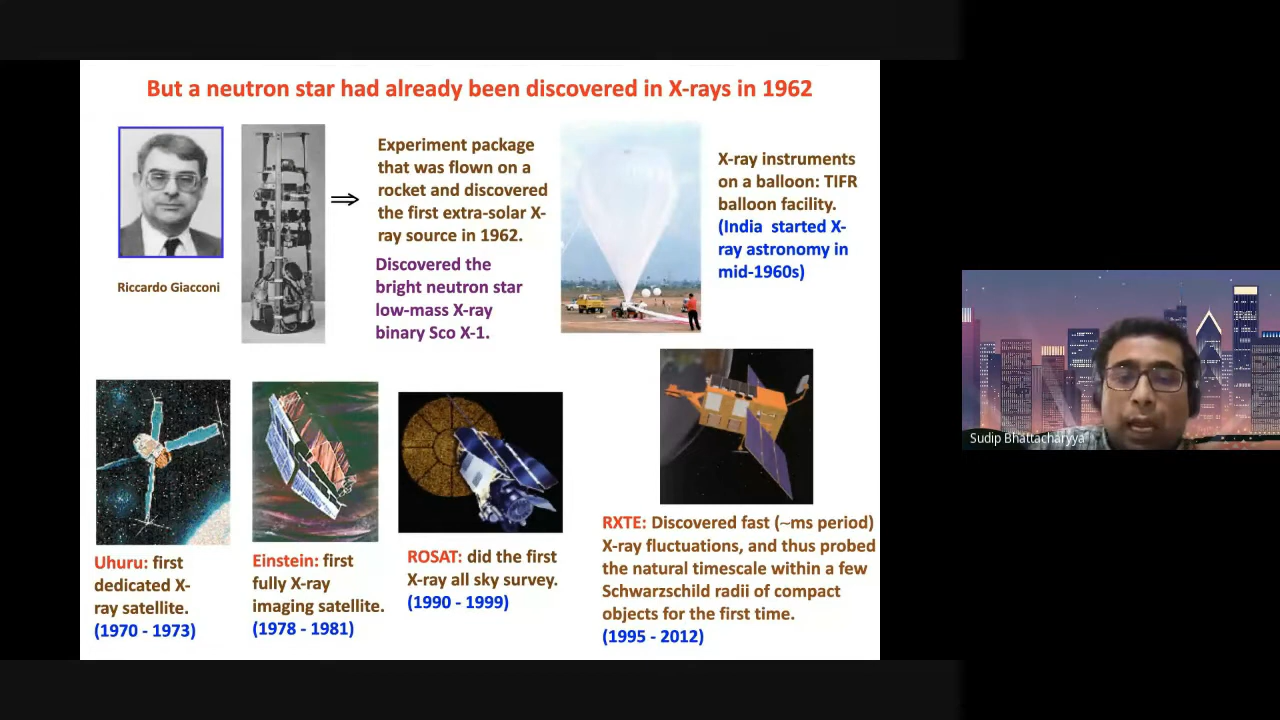 But a neutron star had already been discovered in X-rays in 1962
Riccardo Giacconi
⇒
Experiment package
that was flown on a
rocket and discovered
the first extra-solar X-
ray source in 1962.
Discovered the
bright neutron star
low-mass X-ray
binary Sco X-1.
X-ray instruments
on a balloon: TIFR
balloon facility.
(India started X-
ray astronomy in
mid-1960s)
Uhuru: first
dedicated X-
ray satellite.
(1970 - 1973)
Einstein: first
fully X-ray
imaging satellite.
(1978 - 1981)
ROSAT: did the first
X-ray all sky survey.
(1990 - 1999)
RXTE: Discovered fast (~ms period)
X-ray fluctuations, and thus probed
the natural timescale within a few
Schwarzschild radii of compact
objects for the first time.
(1995 - 2012)
Sudip Bhattacharyya